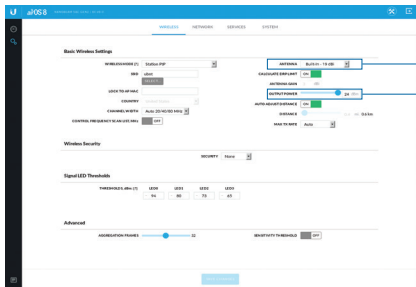 airOS 8
WIRELESS NETWORK SERVICES SYSTEM
Basic Wireless Settings
WIRELESS MODE [?] Station PtP
SSID ubnt
SELECT...
LOCK TO AP MAC
COUNTRY
CHANNEL WIDTH Auto 20/40/80 MHz
CONTROL FREQUENCY SCAN LIST, MHz OFF
ANTENNA Built-in - 19 dBi
CALCULATE EIRP LIMIT ON
ANTENNA GAIN
OUTPUT POWER 24 dBm
AUTO ADJUST DISTANCE ON
DISTANCE
MAX TX RATE Auto
Wireless Security
SECURITY None
Signal LED Thresholds
THRESHOLDS, dBm [?] LED0 LED1 LED2 LED3
- 94 - 80 - 73 - 65
Advanced
AGGREGATION FRAMES 32
SENSITIVITY THRESHOLD OFF